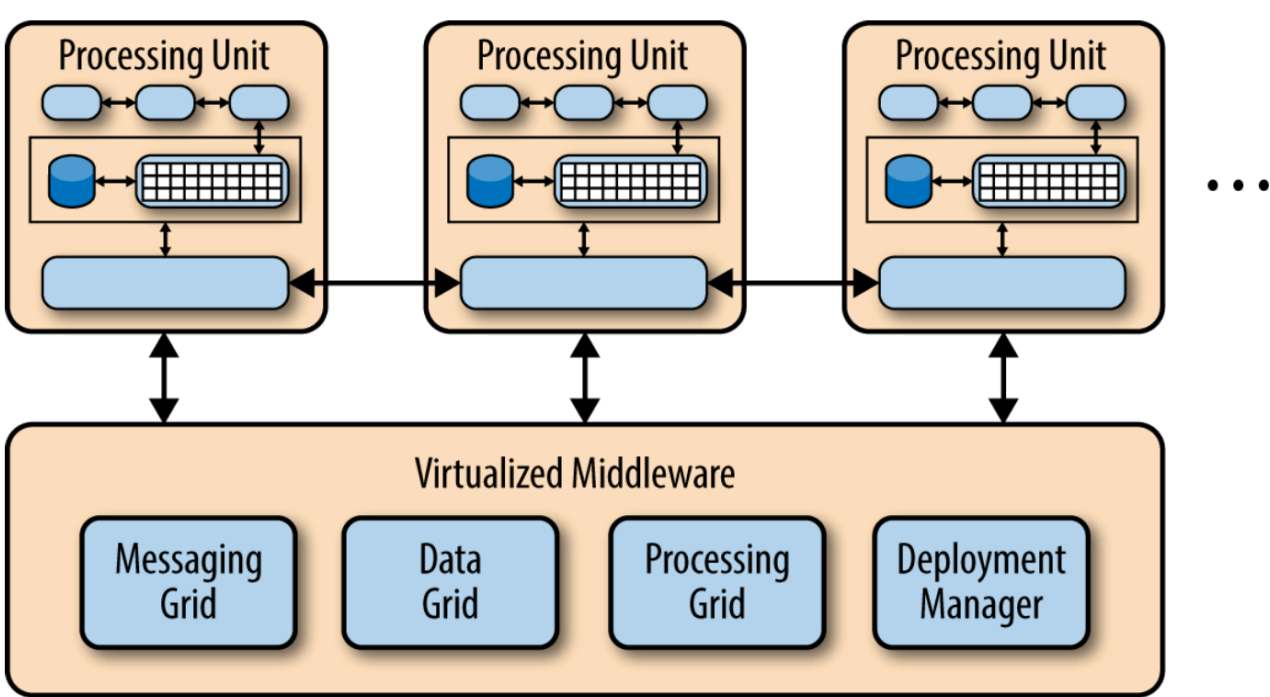 Processing Unit
Processing Unit
Processing Unit
...
Virtualized Middleware
Messaging
Grid
Data
Grid
Processing
Grid
Deployment
Manager